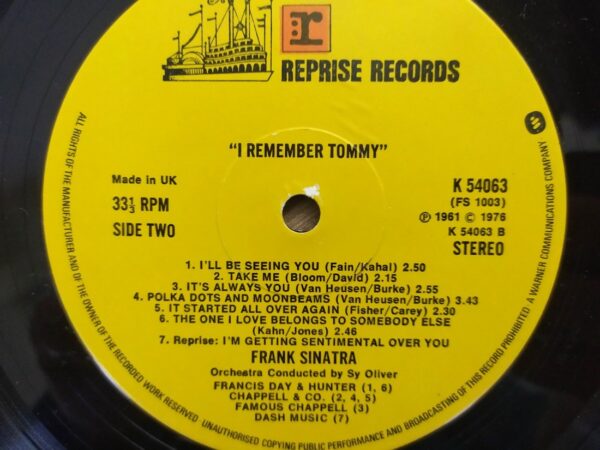 r
REPRISE RECORDS
"I REMEMBER TOMMY"
Made in UK
33⅓ RPM
SIDE TWO
K 54063
(FS 1003)
℗ 1961 © 1976
K 54063 B
STEREO
1. I'LL BE SEEING YOU (Fain/Kahal) 2.50
2. TAKE ME (Bloom/David) 2.15
3. IT'S ALWAYS YOU (Van Heusen/Burke) 2.55
4. POLKA DOTS AND MOONBEAMS (Van Heusen/Burke) 3.43
5. IT STARTED ALL OVER AGAIN (Fisher/Carey) 2.30
6. THE ONE I LOVE BELONGS TO SOMEBODY ELSE
(Kahn/Jones) 2.46
7. Reprise: I'M GETTING SENTIMENTAL OVER YOU
FRANK SINATRA
Orchestra Conducted by Sy Oliver
FRANCIS DAY & HUNTER (1, 6)
CHAPPELL & CO. (2, 4, 5)
FAMOUS CHAPPELL (3)
DASH MUSIC (7)
ALL RIGHTS OF THE MANUFACTURER AND OF THE OWNER OF THE RECORDED WORK RESERVED UNAUTHORISED COPYING PUBLIC PERFORMANCE AND BROADCASTING OF THIS RECORD PROHIBITED A WARNER COMMUNICATIONS COMPANY